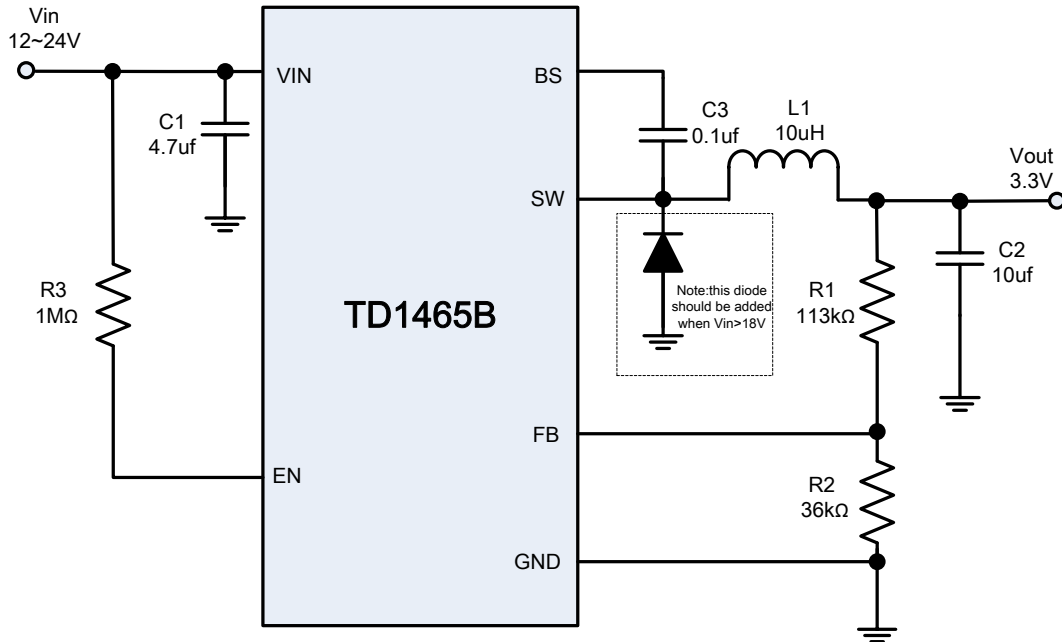 Vin
12~24V
VIN
C1
4.7uf
R3
1MΩ
EN
TD1465B
BS
SW
FB
GND
C3
0.1uf
L1
10uH
Vout
3.3V
Note:this diode
should be added
when Vin>18V
R1
113kΩ
C2
10uf
R2
36kΩ